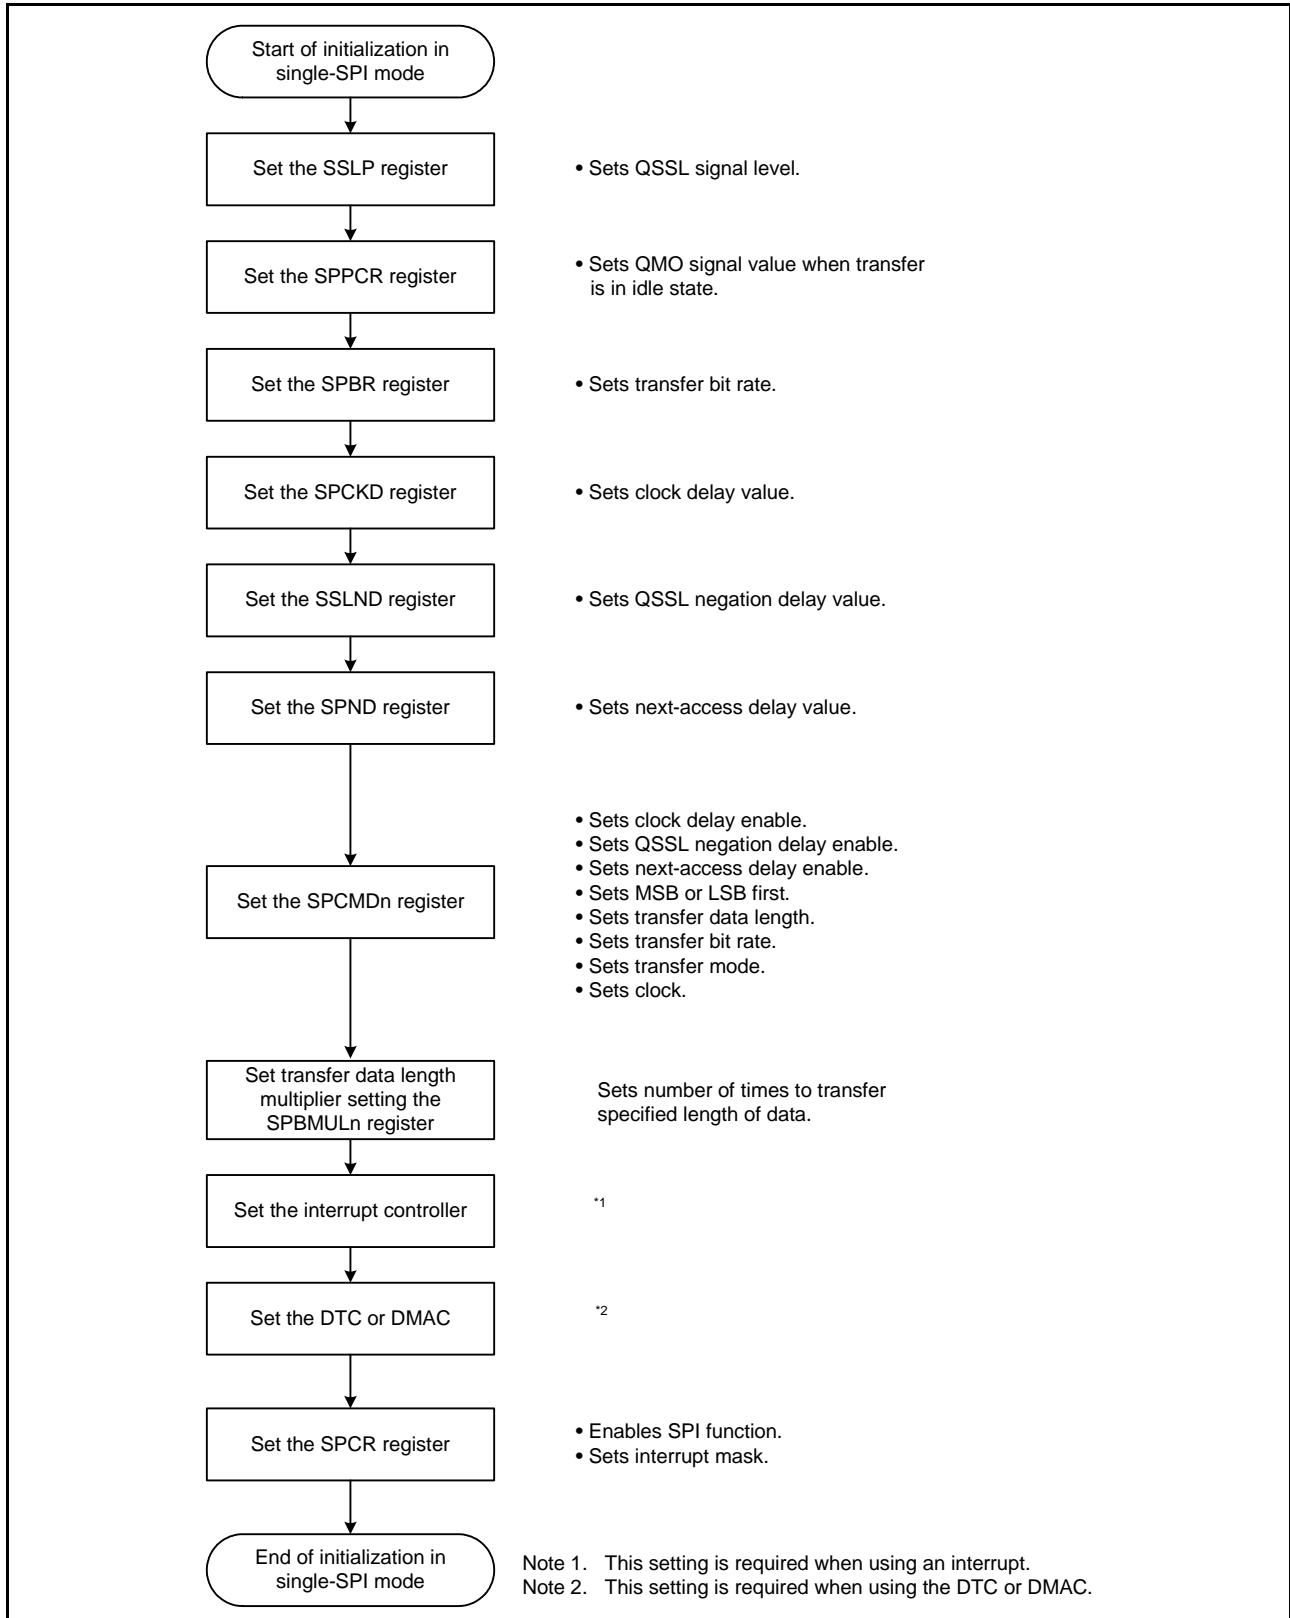 Start of initialization in
single-SPI mode
Set the SSLP register
• Sets QSSL signal level.
Set the SPPCR register
• Sets QMO signal value when transfer
is in idle state.
Set the SPBR register
• Sets transfer bit rate.
Set the SPCKD register
• Sets clock delay value.
Set the SSLND register
• Sets QSSL negation delay value.
Set the SPND register
• Sets next-access delay value.
Set the SPCMDn register
• Sets clock delay enable.
• Sets QSSL negation delay enable.
• Sets next-access delay enable.
• Sets MSB or LSB first.
• Sets transfer data length.
• Sets transfer bit rate.
• Sets transfer mode.
• Sets clock.
Set transfer data length
multiplier setting the
SPBMULn register
Sets number of times to transfer
specified length of data.
Set the interrupt controller
*1
Set the DTC or DMAC
*2
Set the SPCR register
• Enables SPI function.
• Sets interrupt mask.
End of initialization in
single-SPI mode
Note 1. This setting is required when using an interrupt.
Note 2. This setting is required when using the DTC or DMAC.